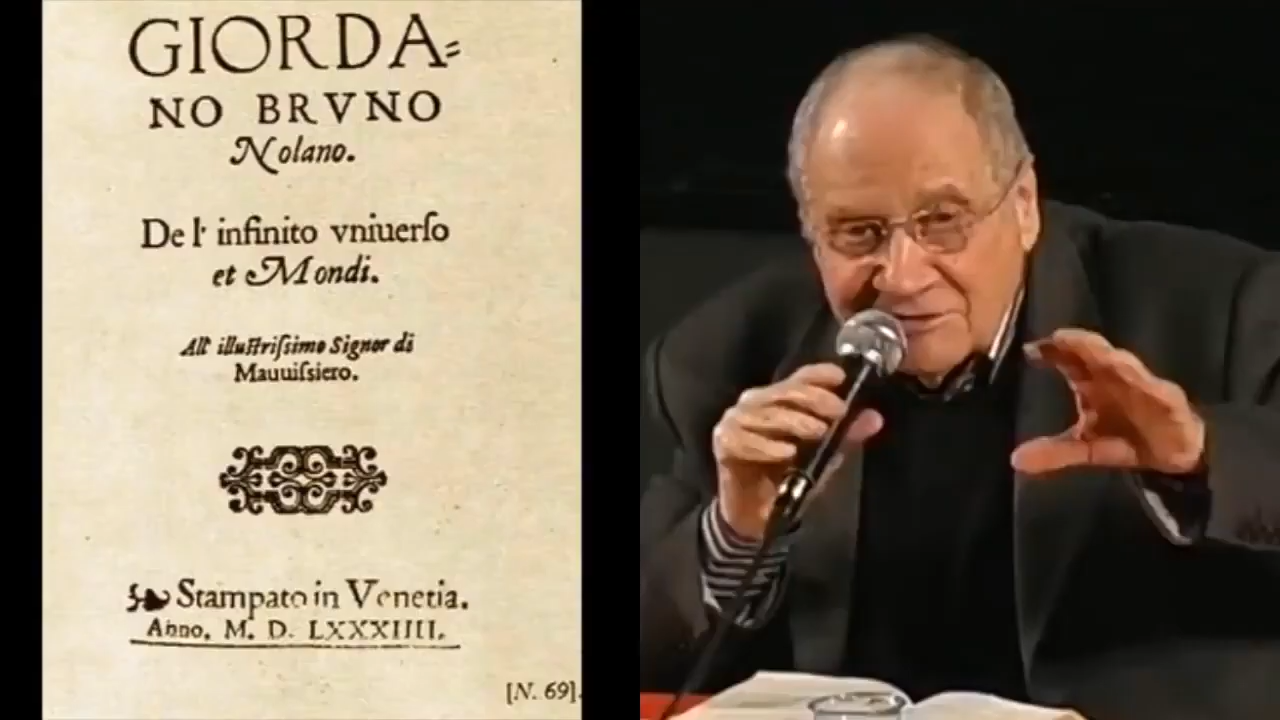 GIORDA=
NO BRVNO
Nolano.
De l' infinito vniuerſo
et Mondi.
All' illuſtriſsimo Signor di
Mauuiſsiero.
Stampato in Venetia.
Anno. M. D. LXXXIIII.
[N. 69].